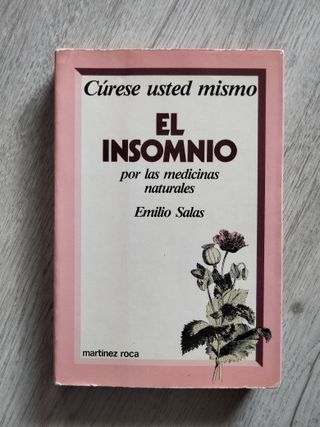 Cúrese usted mismo
EL
INSOMNIO
por las medicinas
naturales
Emilio Salas
martínez roca